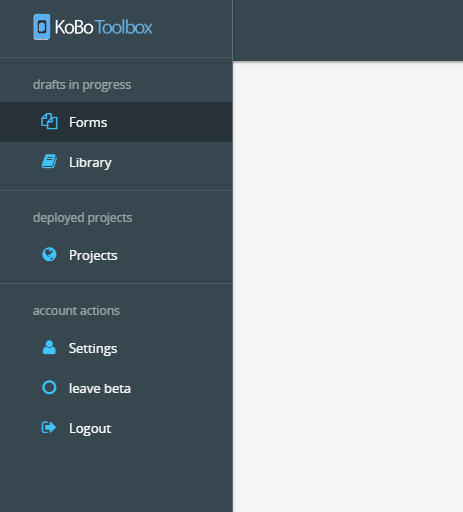 KoBoToolbox
drafts in progress
Forms
Library
deployed projects
Projects
account actions
Settings
leave beta
Logout